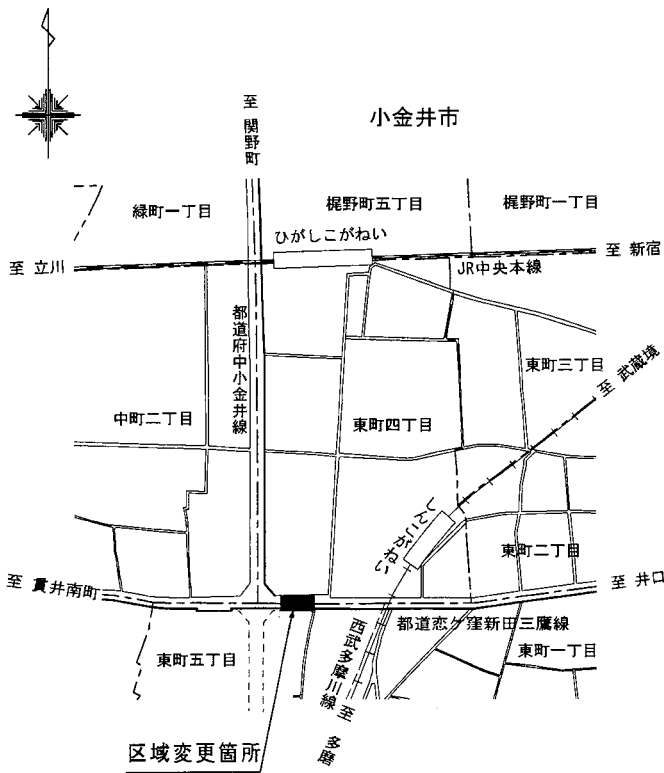 小金井市
至 関野町
緑町一丁目
梶野町五丁目
梶野町一丁目
ひがしこがねい
至 立川
至 新宿
JR中央本線
都道府中小金井線
東町三丁目
至 武蔵境
中町二丁目
東町四丁目
しんこがねい
東町二丁目
至 貫井南町
至 井口
都道恋ケ窪新田三鷹線
東町五丁目
西武多摩川線
至 多磨
東町一丁目
区域変更箇所